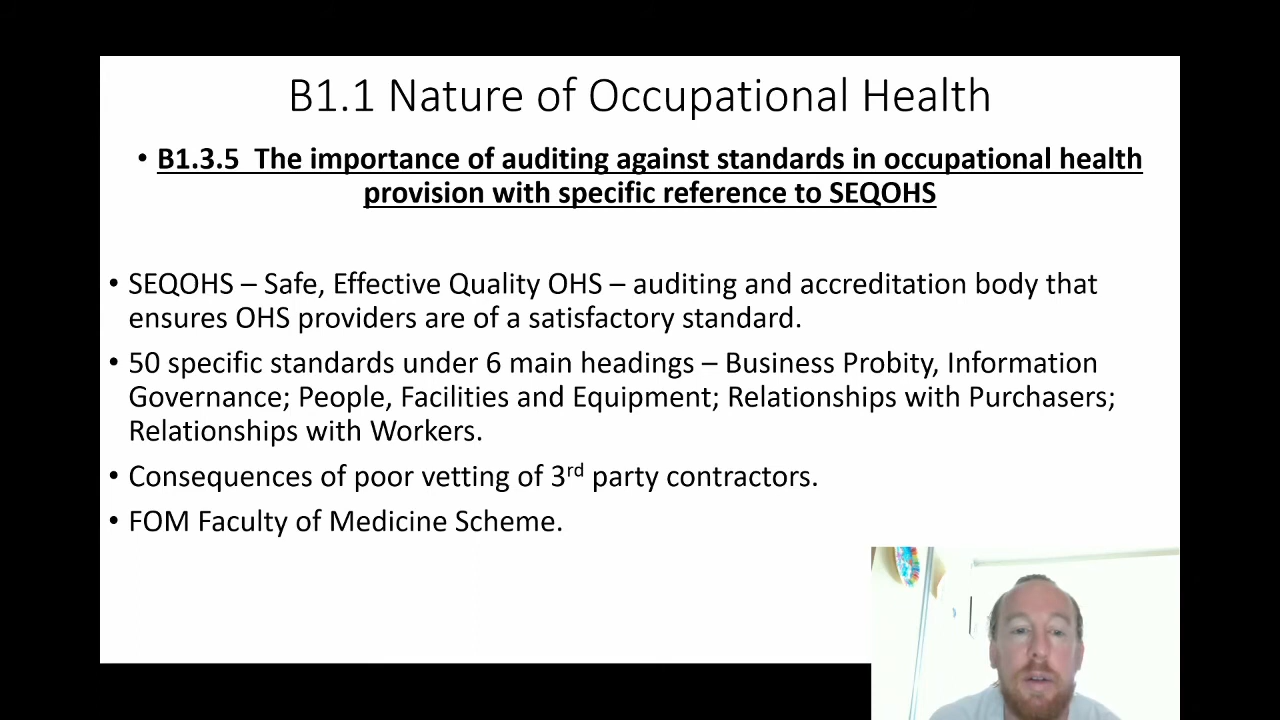 B1.1 Nature of Occupational Health
• B1.3.5 The importance of auditing against standards in occupational health
provision with specific reference to SEQOHS
• SEQOHS – Safe, Effective Quality OHS – auditing and accreditation body that
ensures OHS providers are of a satisfactory standard.
• 50 specific standards under 6 main headings – Business Probity, Information
Governance; People, Facilities and Equipment; Relationships with Purchasers;
Relationships with Workers.
• Consequences of poor vetting of 3rd party contractors.
• FOM Faculty of Medicine Scheme.